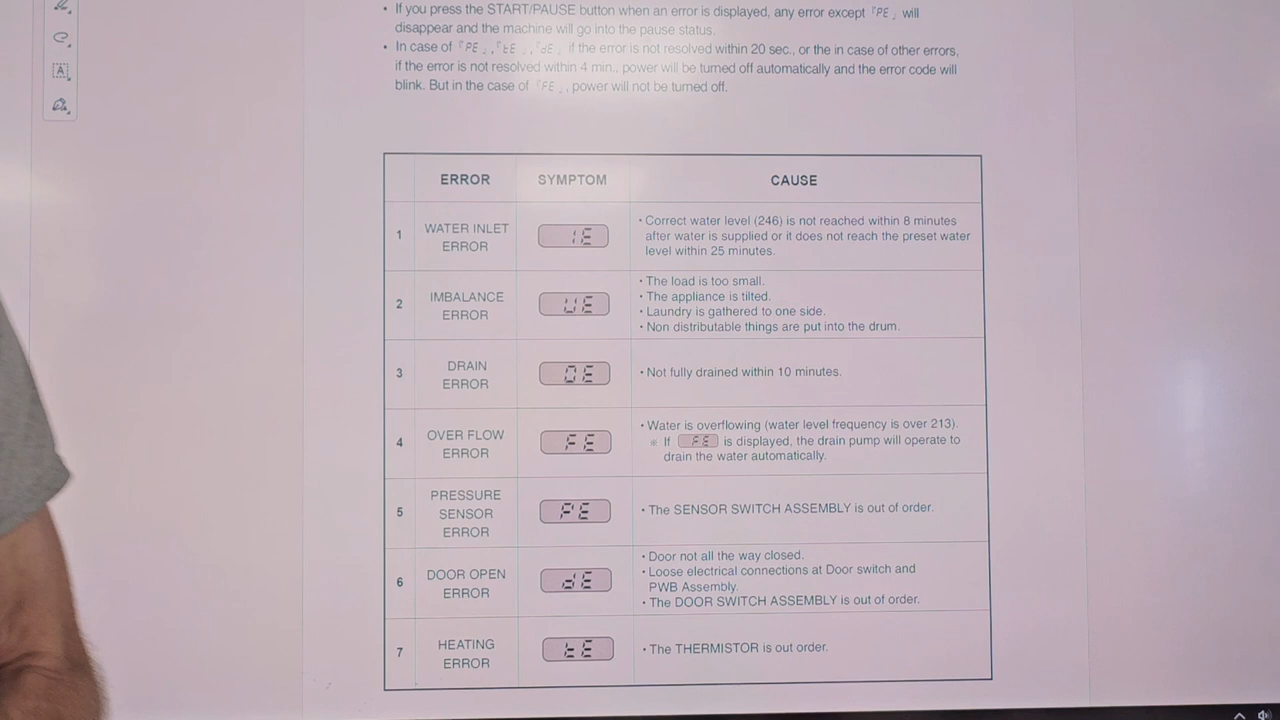 • If you press the START/PAUSE button when an error is displayed, any error except「PE」will
disappear and the machine will go into the pause status.
• In case of「PE」,「tE」,「dE」if the error is not resolved within 20 sec., or the in case of other errors,
if the error is not resolved within 4 min., power will be turned off automatically and the error code will
blink. But in the case of「FE」, power will not be turned off.
ERROR SYMPTOM CAUSE
1 WATER INLET ERROR IE
• Correct water level (246) is not reached within 8 minutes
after water is supplied or it does not reach the preset water
level within 25 minutes.
2 IMBALANCE ERROR UE
• The load is too small.
• The appliance is tilted.
• Laundry is gathered to one side.
• Non distributable things are put into the drum.
3 DRAIN ERROR OE
• Not fully drained within 10 minutes.
4 OVER FLOW ERROR FE
• Water is overflowing (water level frequency is over 213).
※ If FE is displayed, the drain pump will operate to
drain the water automatically.
5 PRESSURE SENSOR ERROR PE
• The SENSOR SWITCH ASSEMBLY is out of order.
6 DOOR OPEN ERROR dE
• Door not all the way closed.
• Loose electrical connections at Door switch and
PWB Assembly.
• The DOOR SWITCH ASSEMBLY is out of order.
7 HEATING ERROR tE
• The THERMISTOR is out order.